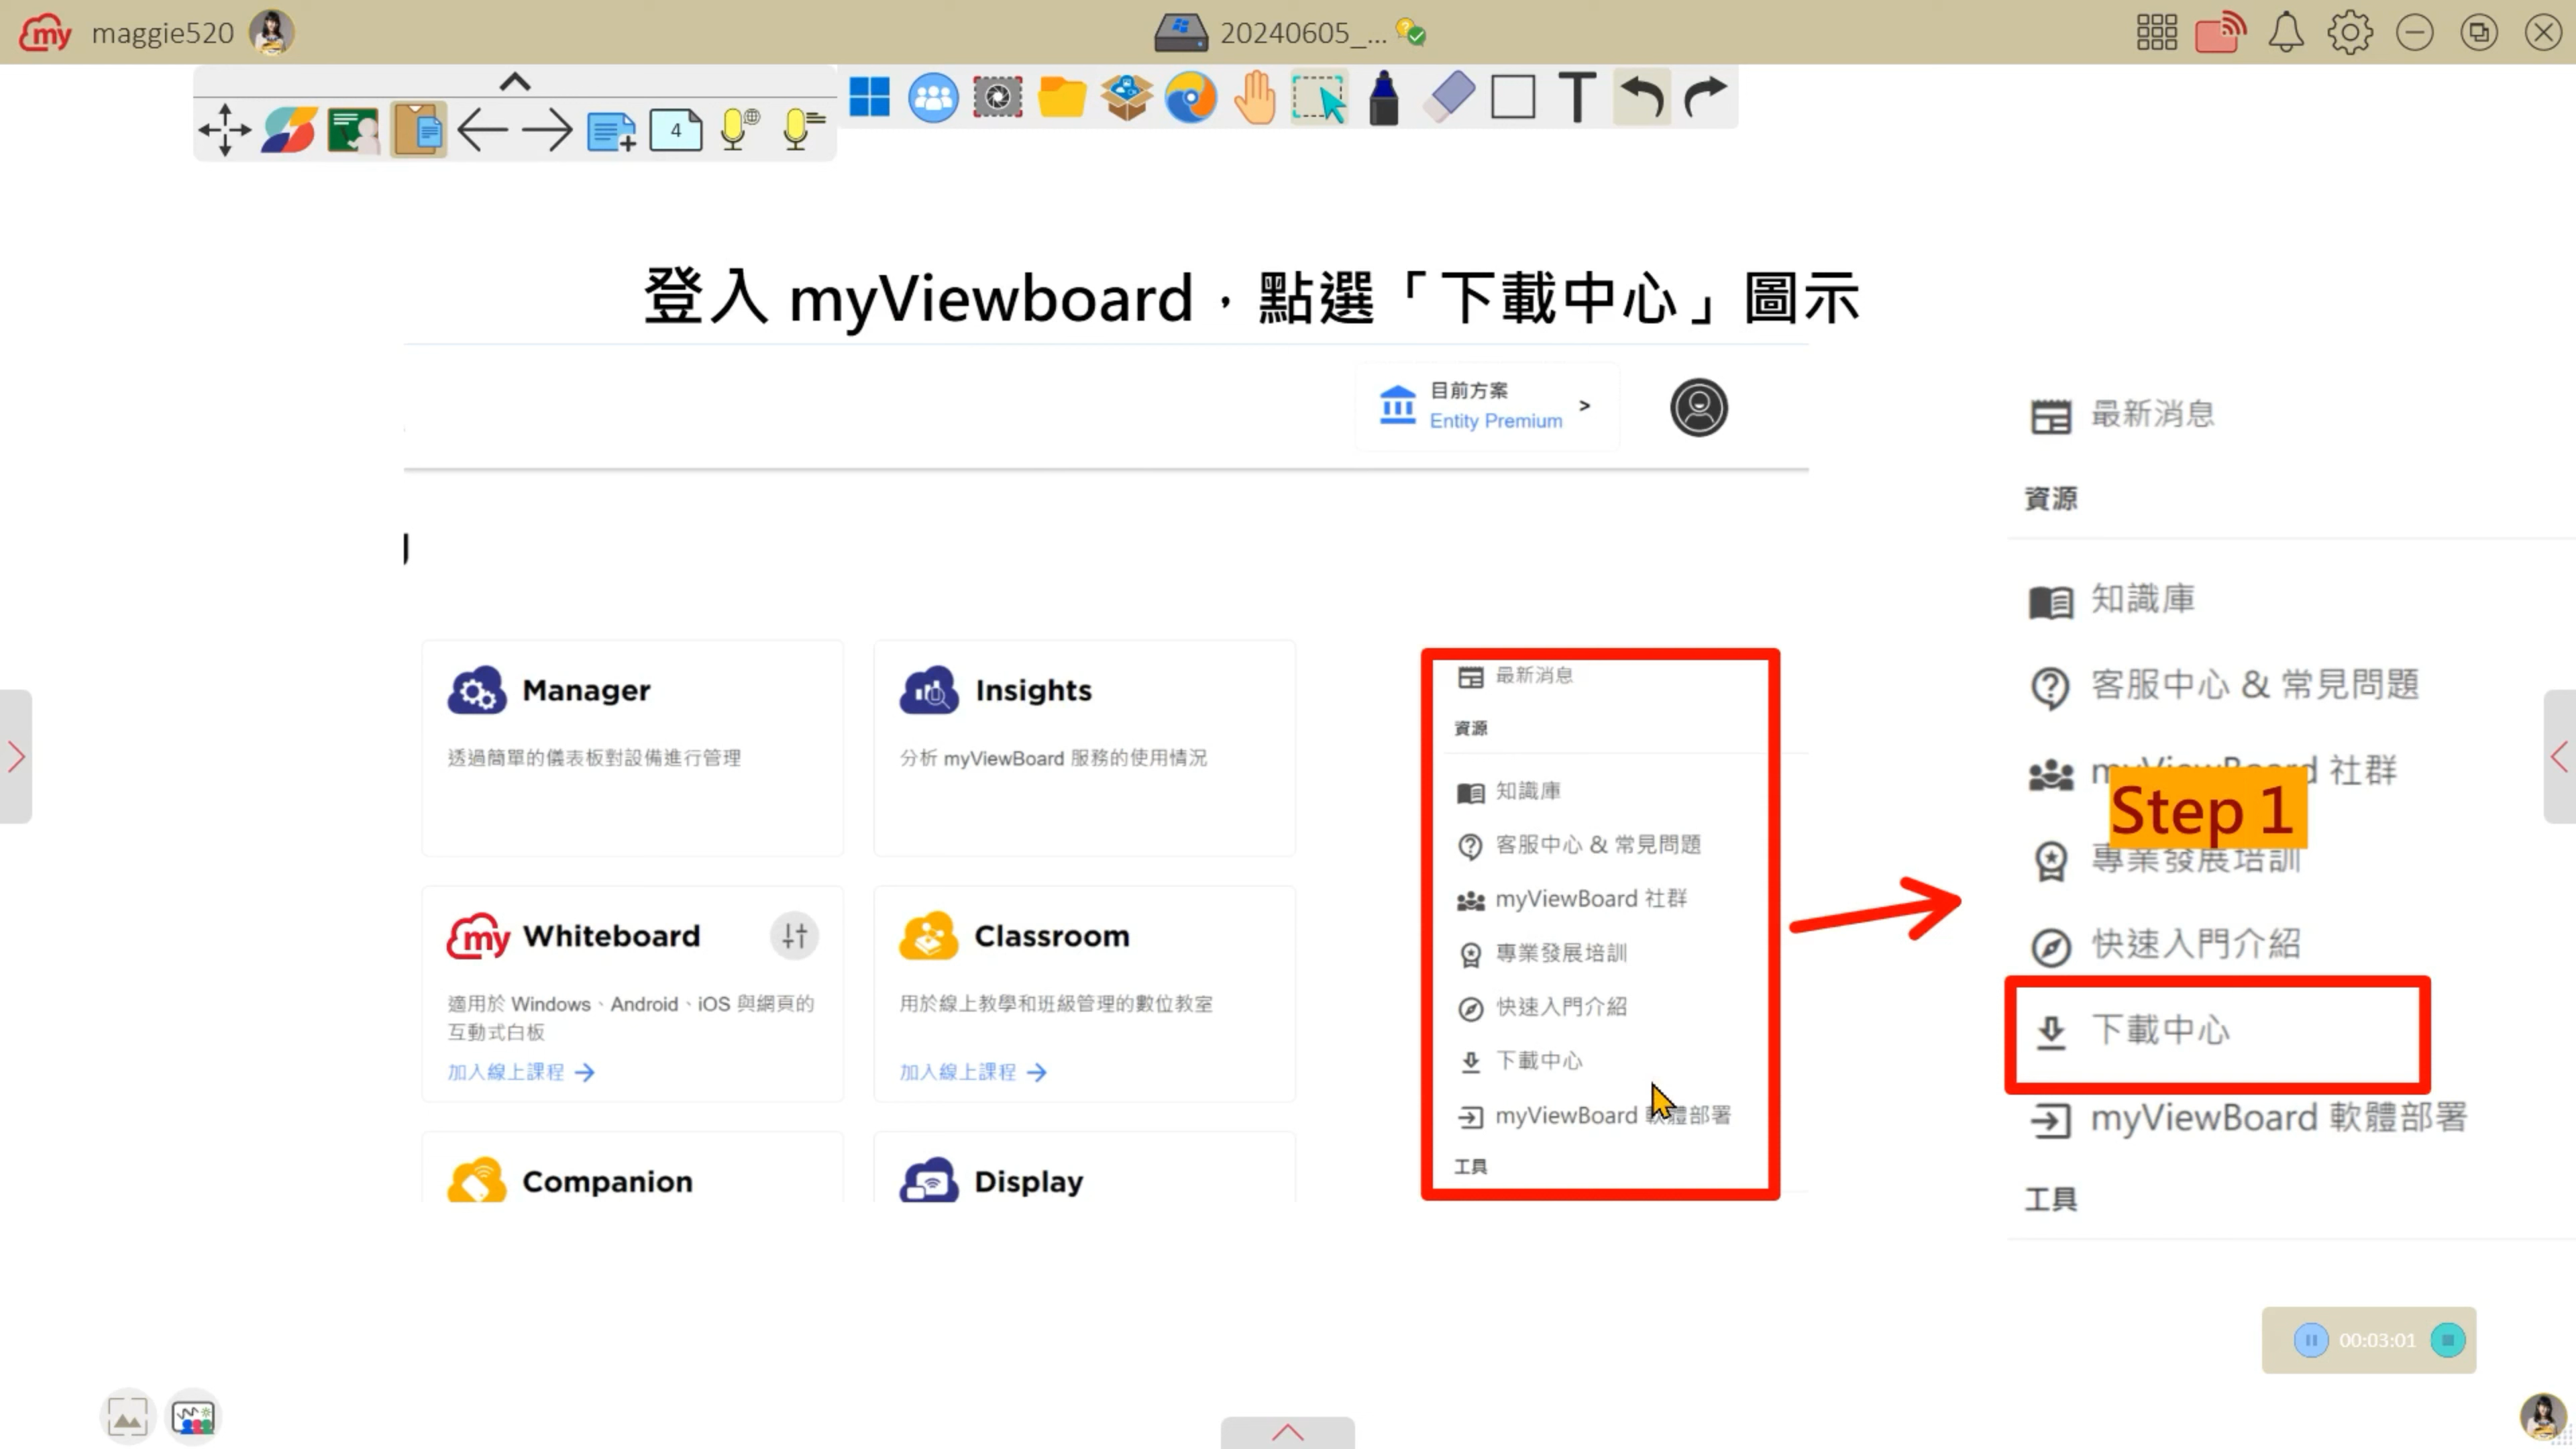 my maggie520
20240605_...
4
登入 myViewboard，點選「下載中心」圖示
目前方案
Entity Premium
>
Manager
透過簡單的儀表板對設備進行管理
Insights
分析 myViewBoard 服務的使用情況
my Whiteboard
適用於 Windows、Android、iOS 與網頁的
互動式白板
加入線上課程
Classroom
用於線上教學和班級管理的數位教室
加入線上課程
Companion
Display
最新消息
資源
知識庫
客服中心 & 常見問題
myViewBoard 社群
專業發展培訓
快速入門介紹
下載中心
myViewBoard 軟體部署
工具
最新消息
資源
知識庫
客服中心 & 常見問題
myViewBoard 社群
Step 1
專業發展培訓
快速入門介紹
下載中心
myViewBoard 軟體部署
工具
00:03:01